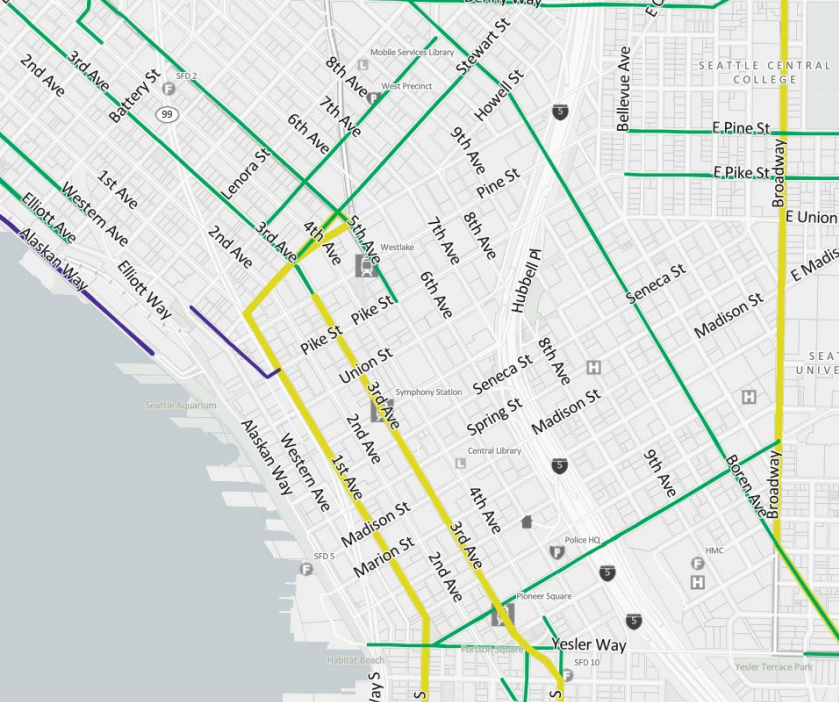 Denny Way
E O
Stewart St
Mobile Services Library
L
8th Ave
West Precinct
P
Bellevue Ave
SEATTLE CENTRAL
COLLEGE
3rd Ave
2nd Ave
SFD 2
F
Battery St
99
7th Ave
6th Ave
Howell St
5
E Pine St
9th Ave
Lenora St
Pine St
E Pike St
Broadway
1st Ave
Western Ave
Elliott Ave
Alaskan Way
2nd Ave
3rd Ave
4th Ave
5th Ave
Westlake
7th Ave
8th Ave
E Union
Elliott Way
Hubbell Pl
6th Ave
Seneca St
E Madis
Madison St
Pike St
Pike St
Union St
8th Ave
Seneca St
H
SEA
UNIVE
Seattle Aquarium
3rd Ave
Symphony Station
Spring St
Madison St
H
Alaskan Way
Western Ave
2nd Ave
Central Library
L
5
9th Ave
Boren Ave
Broadway
1st Ave
4th Ave
Madison St
Marion St
3rd Ave
Police HQ
P
SFD 5
F
2nd Ave
5
HMC
F
H
Pioneer Square
5
Fortson Square
Yesler Way
Habitat Beach
SFD 10
F
Yesler Terrace Park
ay S
S
S